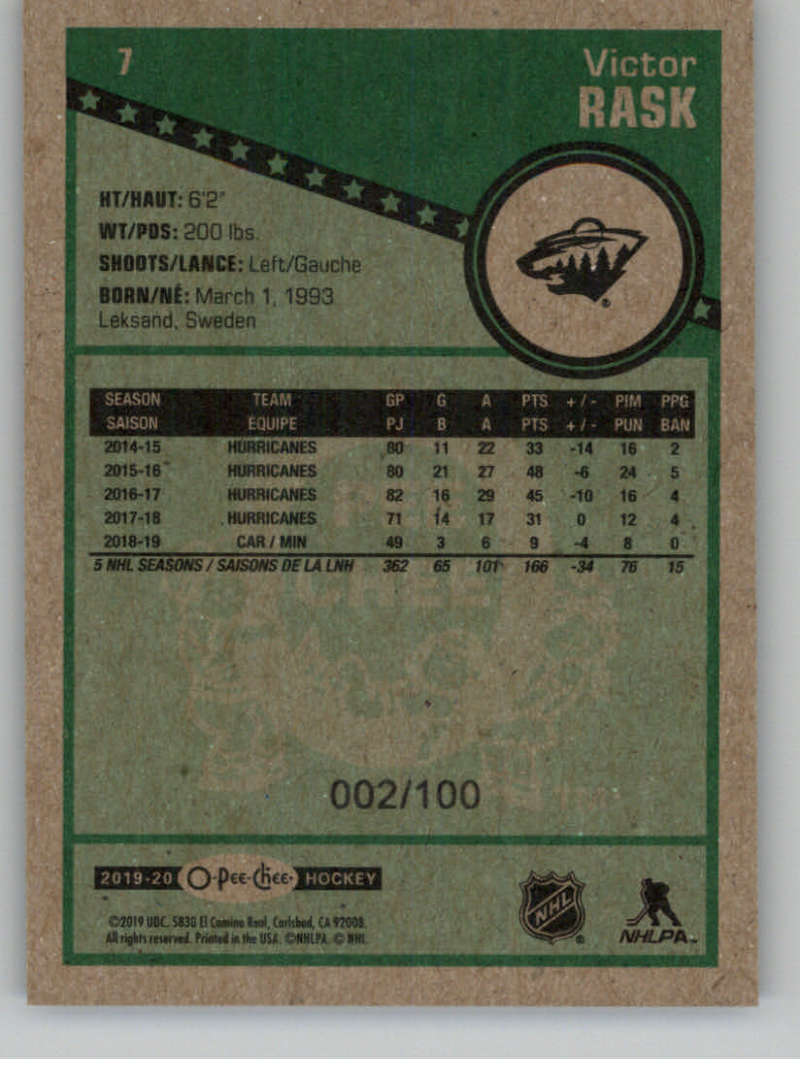 7
Victor
RASK
HT/HAUT: 6'2"
WT/PDS: 200 lbs.
SHOOTS/LANCE: Left/Gauche
BORN/NÉ: March 1, 1993
Leksand, Sweden
SEASON TEAM GP G A PTS +/- PIM PPG
SAISON ÉQUIPE PJ B A PTS +/- PUN BAN
2014-15 HURRICANES 80 11 22 33 -14 16 2
2015-16 HURRICANES 80 21 27 48 -6 24 5
2016-17 HURRICANES 82 16 29 45 -10 16 4
2017-18 HURRICANES 71 14 17 31 0 12 4
2018-19 CAR / MIN 49 3 6 9 -4 8 0
5 NHL SEASONS / SAISONS DE LA LNH 362 65 101 166 -34 76 15
002/100
2019-20 O-Pee-Chee HOCKEY
©2019 UDC. 5830 El Camino Real, Carlsbad, CA 92008.
All rights reserved. Printed in the USA. ©NHLPA. © NHL
NHL ®
NHLPA™